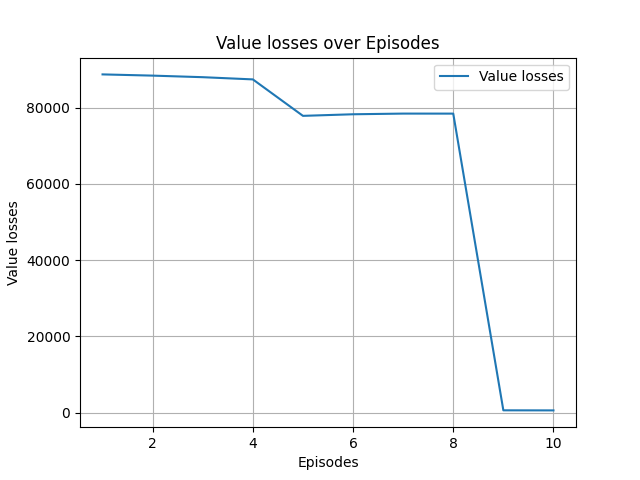 Value losses over Episodes
Value losses
80000
60000
40000
20000
0
Value losses
2
4
6
8
10
Episodes